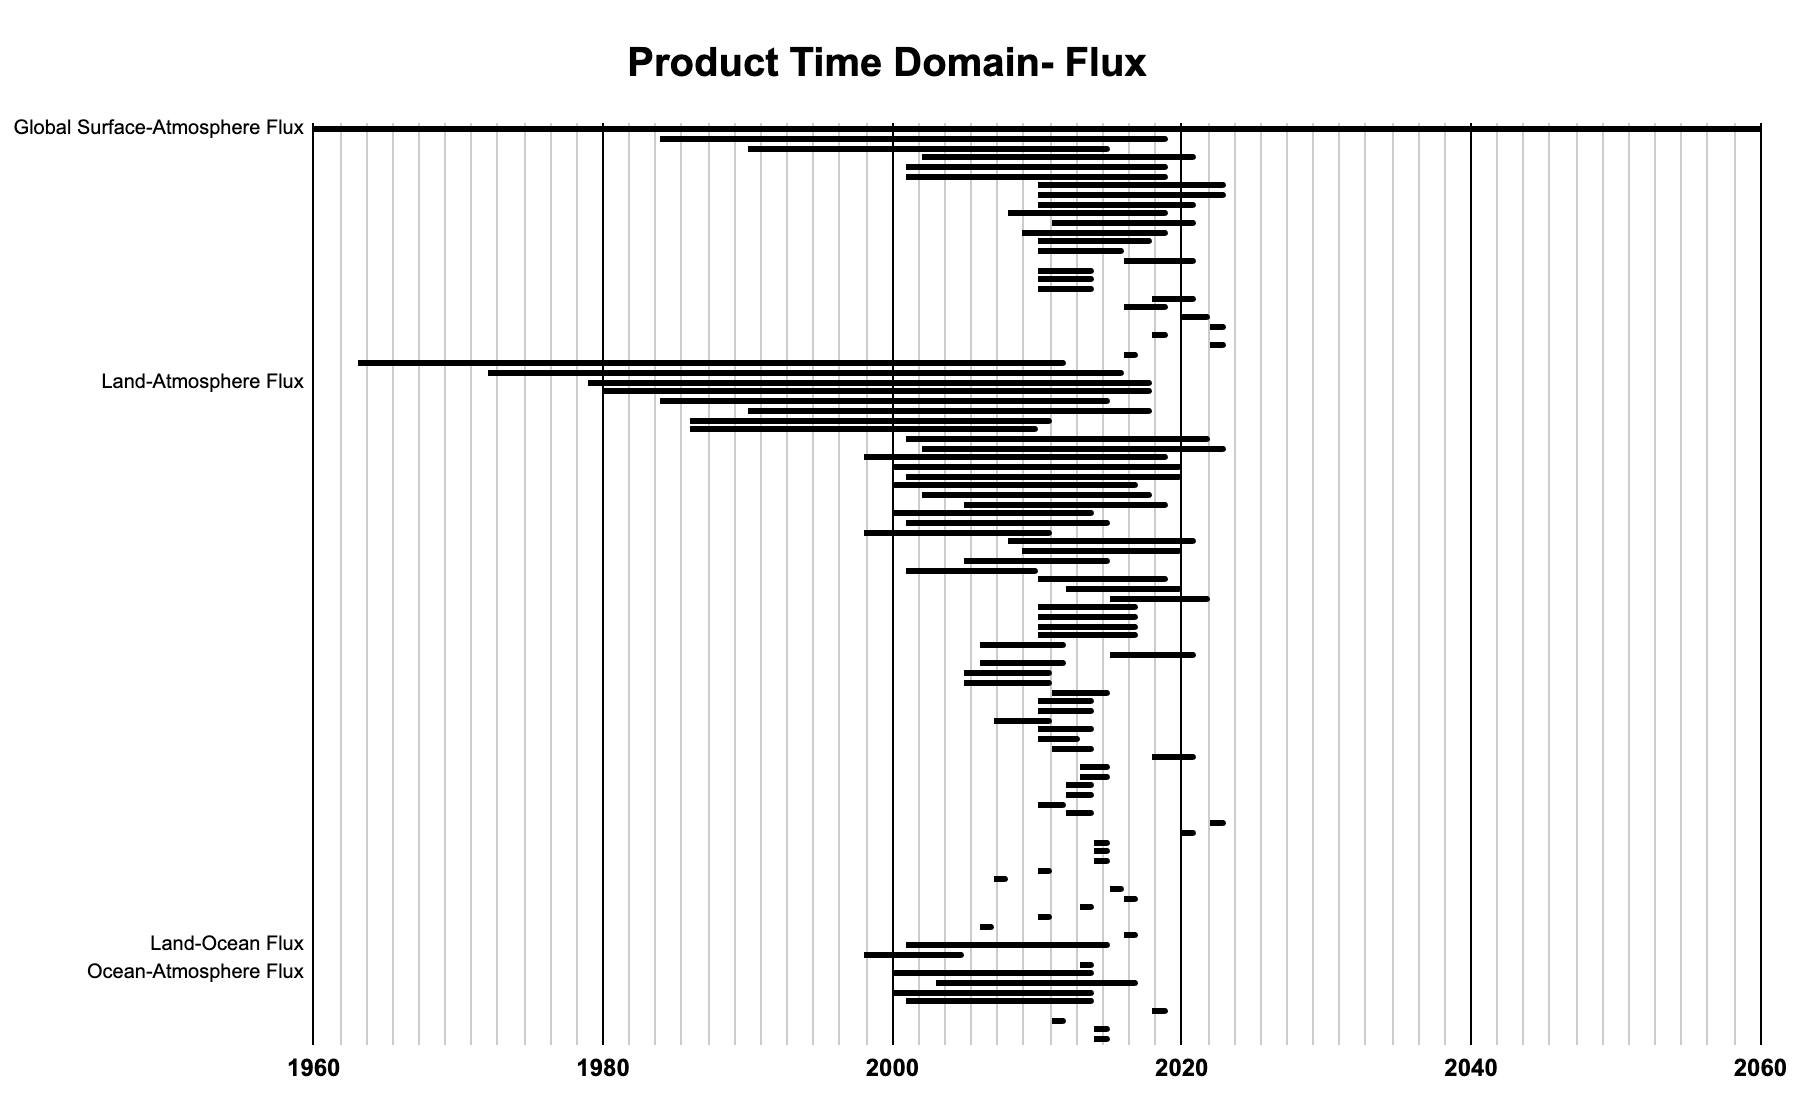 Product Time Domain- Flux
Global Surface-Atmosphere Flux
Land-Atmosphere Flux
Land-Ocean Flux
Ocean-Atmosphere Flux
1960 1980 2000 2020 2040 2060